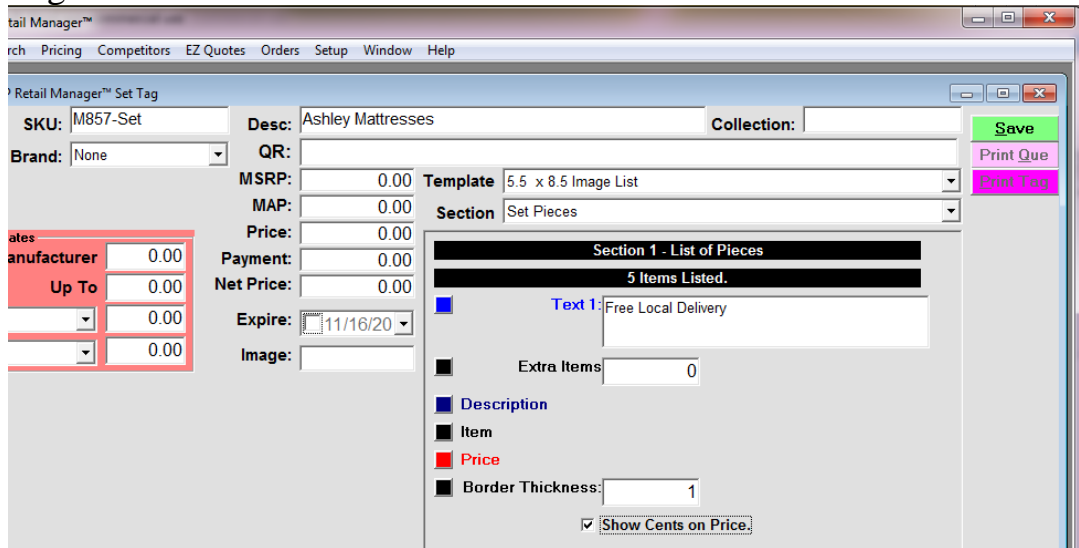 tail Manager™
rch Pricing Competitors EZ Quotes Orders Setup Window Help
P Retail Manager™ Set Tag
SKU: M857-Set Desc: Ashley Mattresses Collection: Save
Brand: None QR: Print Que
MSRP: 0.00 Template 5.5 x 8.5 Image List Print Tag
MAP: 0.00 Section Set Pieces
ates Price: 0.00
anufacturer 0.00 Payment: 0.00 Section 1 - List of Pieces
Up To 0.00 Net Price: 0.00 5 Items Listed.
0.00 Expire: 11/16/20 Text 1: Free Local Delivery
0.00 Image: Extra Items 0
Description
Item
Price
Border Thickness: 1
Show Cents on Price.